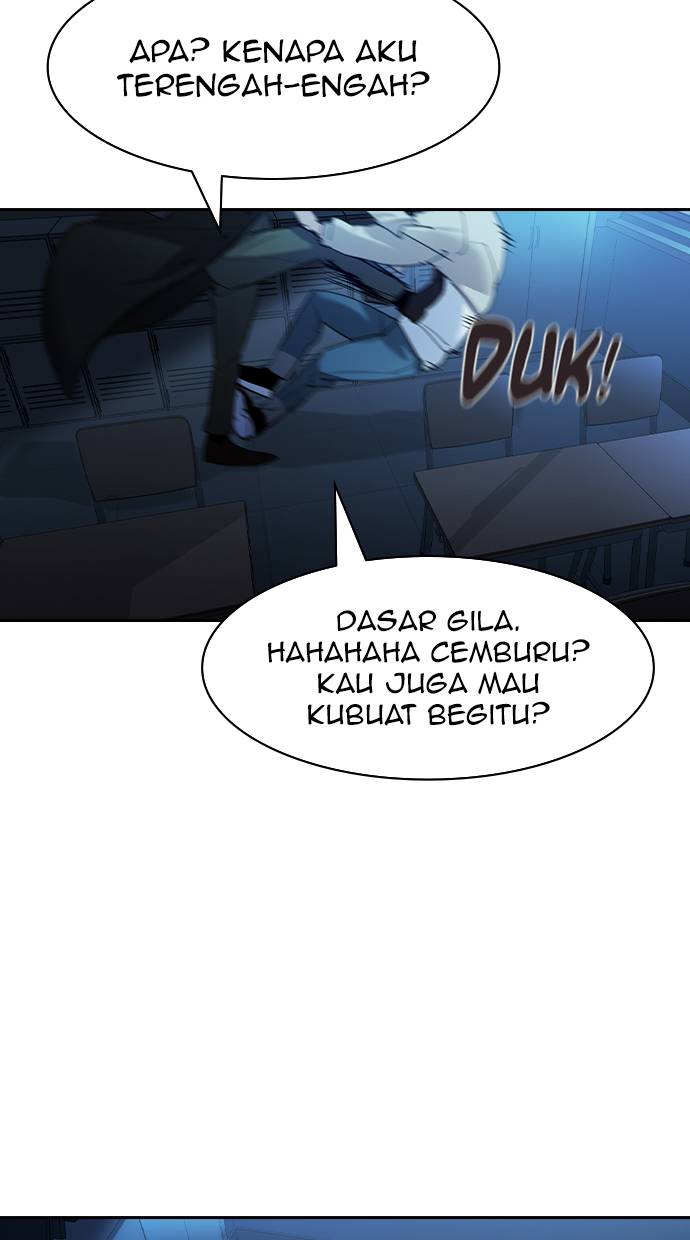 APA? KENAPA AKU
TERENGAH-ENGAH?
DUK!
DASAR GILA.
HAHAHAHA CEMBURU?
KAU JUGA MAU
KUBUAT BEGITU?